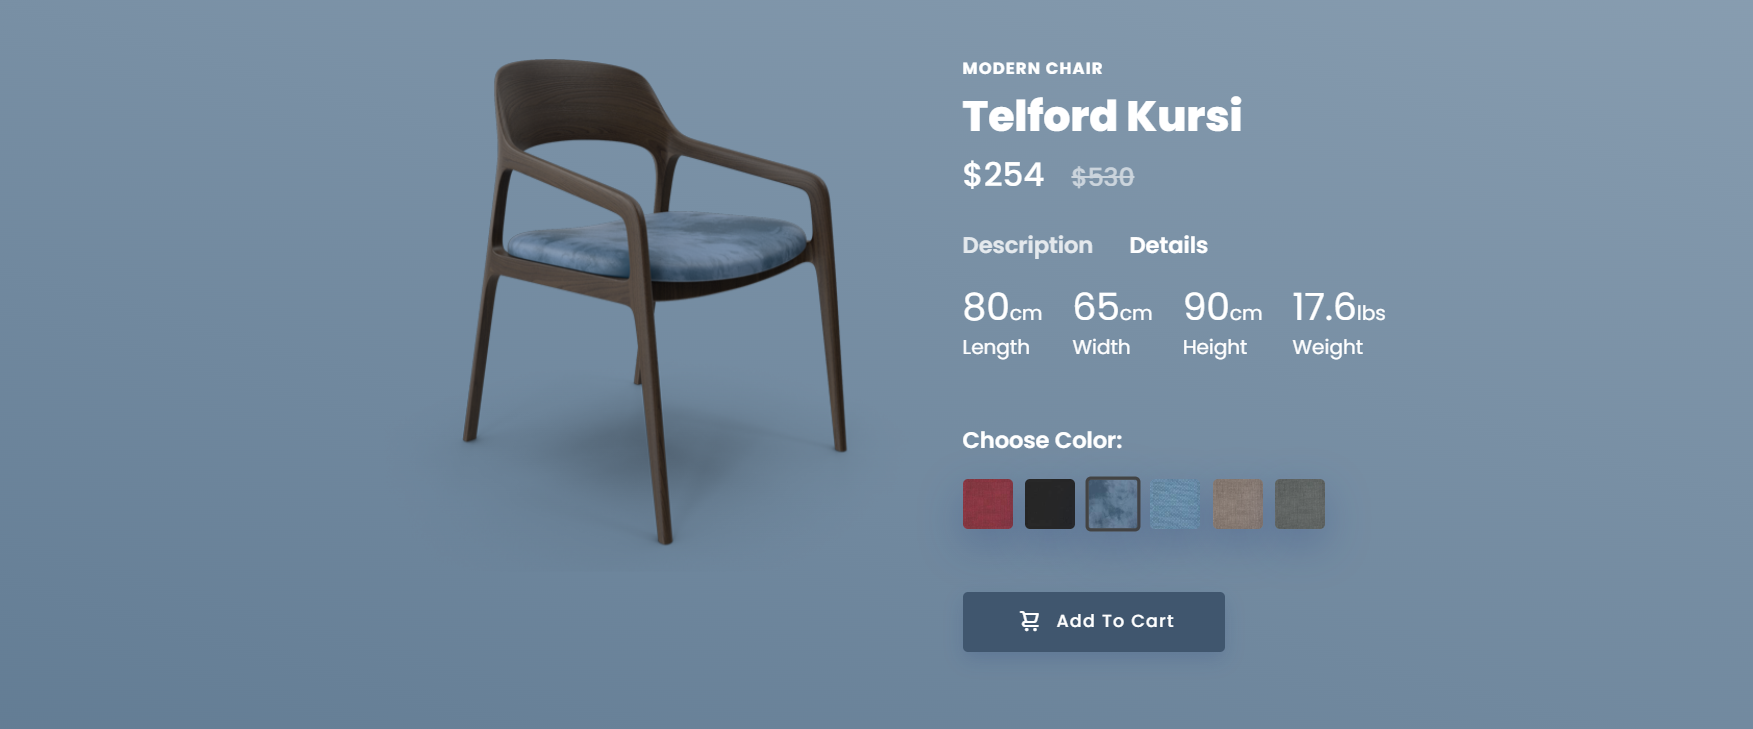 MODERN CHAIR
Telford Kursi
$254 $530
Description Details
80cm 65cm 90cm 17.6lbs
Length Width Height Weight
Choose Color:
Add To Cart